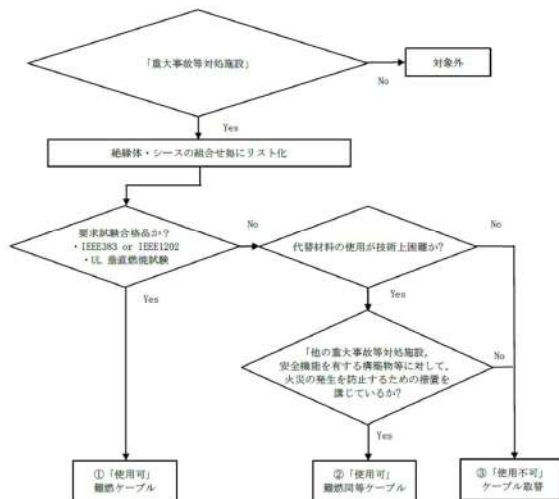 「重大事故等対処施設」
No
対象外
Yes
絶縁体・シースの組合せ毎にリスト化
要求試験合格品か？
・IEEE383 or IEEE1202
・UL 垂直燃焼試験
No
代替材料の使用が技術上困難か？
No
Yes
Yes
「他の重大事故等対処施設，
安全機能を有する構築物等に対して，
火災の発生を防止するための措置を
講じているか？
No
Yes
①「使用可」
難燃ケーブル
②「使用可」
難燃同等ケーブル
③「使用不可」
ケーブル取替